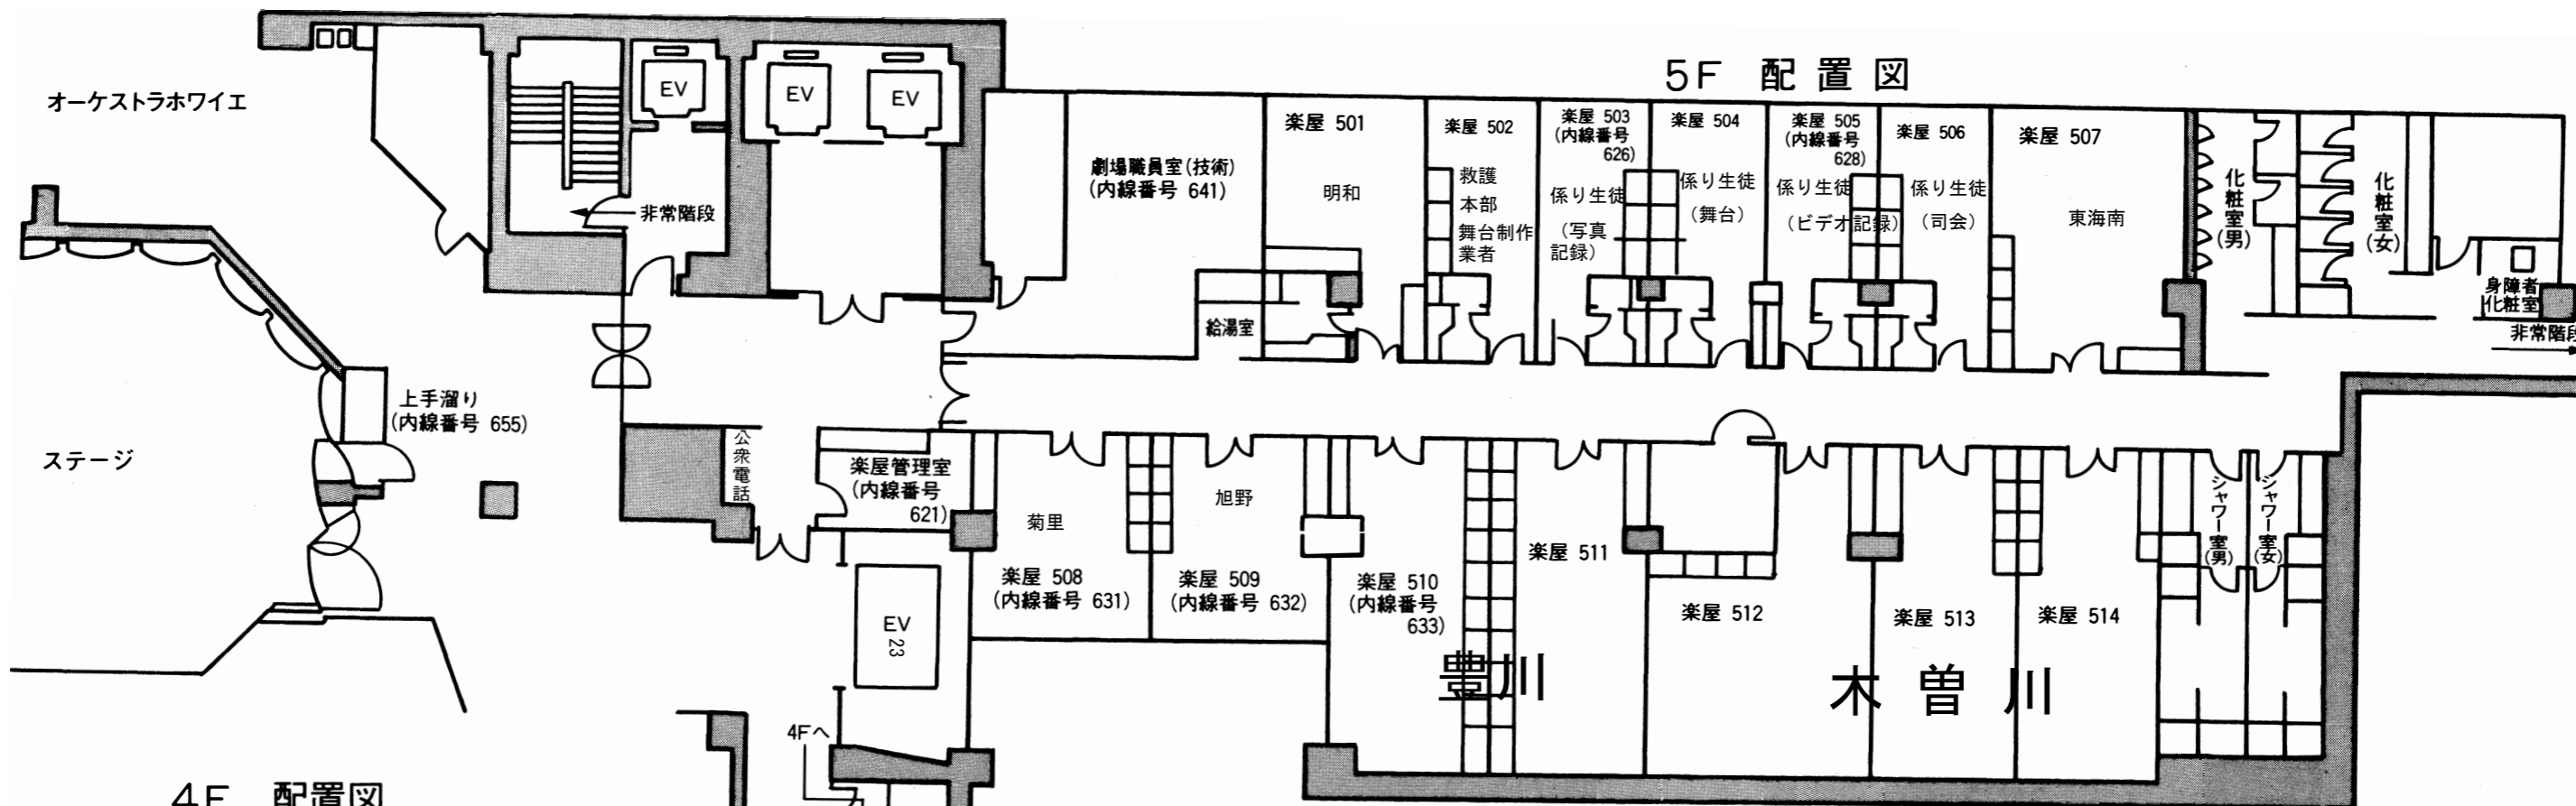 5F 配置図
オーケストラホワイエ
EV
EV
EV
非常階段
劇場職員室(技術)
(内線番号 641)
給湯室
楽屋 501
明和
楽屋 502
救護
本部
舞台制作
業者
楽屋 503
(内線番号
626)
係り生徒
(写真
記録)
楽屋 504
係り生徒
(舞台)
楽屋 505
(内線番号
628)
係り生徒
(ビデオ記録)
楽屋 506
係り生徒
(司会)
楽屋 507
東海南
化粧室(男)
化粧室(女)
身障者
化粧室
非常階段
上手溜り
(内線番号 655)
ステージ
公衆電話
楽屋管理室
(内線番号
621)
菊里
楽屋 508
(内線番号 631)
旭野
楽屋 509
(内線番号 632)
楽屋 510
(内線番号
633)
楽屋 511
豊川
楽屋 512
楽屋 513
楽屋 514
木曽川
シャワー室(男)
シャワー室(女)
EV
23
4Fへ
4F 配置図